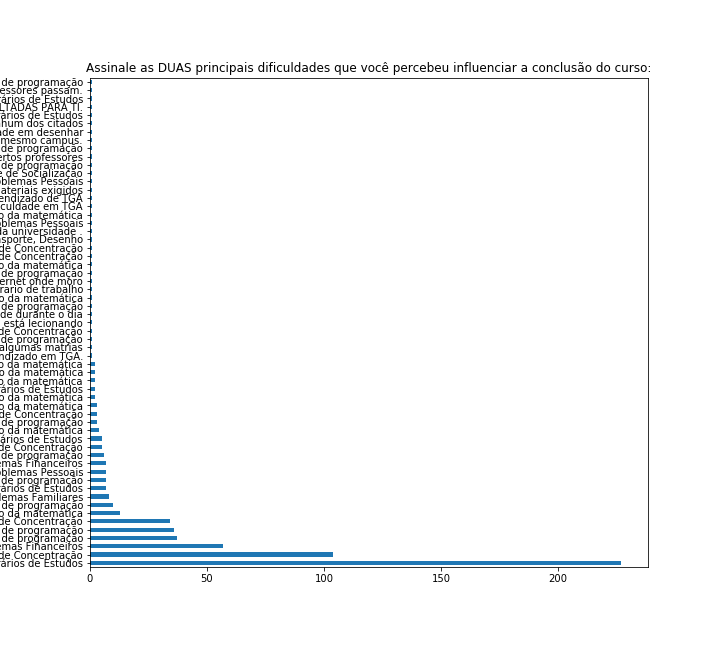 Assinale as DUAS principais dificuldades que você percebeu influenciar a conclusão do curso:
de programação
essores passam.
ários de Estudos
LTADAS PARA TI.
ários de Estudos
hum dos citados
ade em desenhar
mesmo campus.
de programação
ertos professores
de programação
e de Socialização
blemas Pessoais
ateriais exigidos
endizado de TGA
culdade em TGA
o da matemática
blemas Pessoais
da universidade .
nsporte, Desenho
de Concentração
de Concentração
o da matemática
de programação
ernet onde moro
rario de trabalho
o da matemática
de programação
de durante o dia
está lecionando
de Concentração
de programação
algumas matrias
endizado em TGA.
o da matemática
o da matemática
o da matemática
ários de Estudos
o da matemática
o da matemática
de Concentração
de programação
o da matemática
ários de Estudos
de Concentração
de programação
emas Financeiros
oblemas Pessoais
de programação
ários de Estudos
lemas Familiares
de programação
o da matemática
de Concentração
de programação
de programação
emas Financeiros
de Concentração
ários de Estudos
0 50 100 150 200